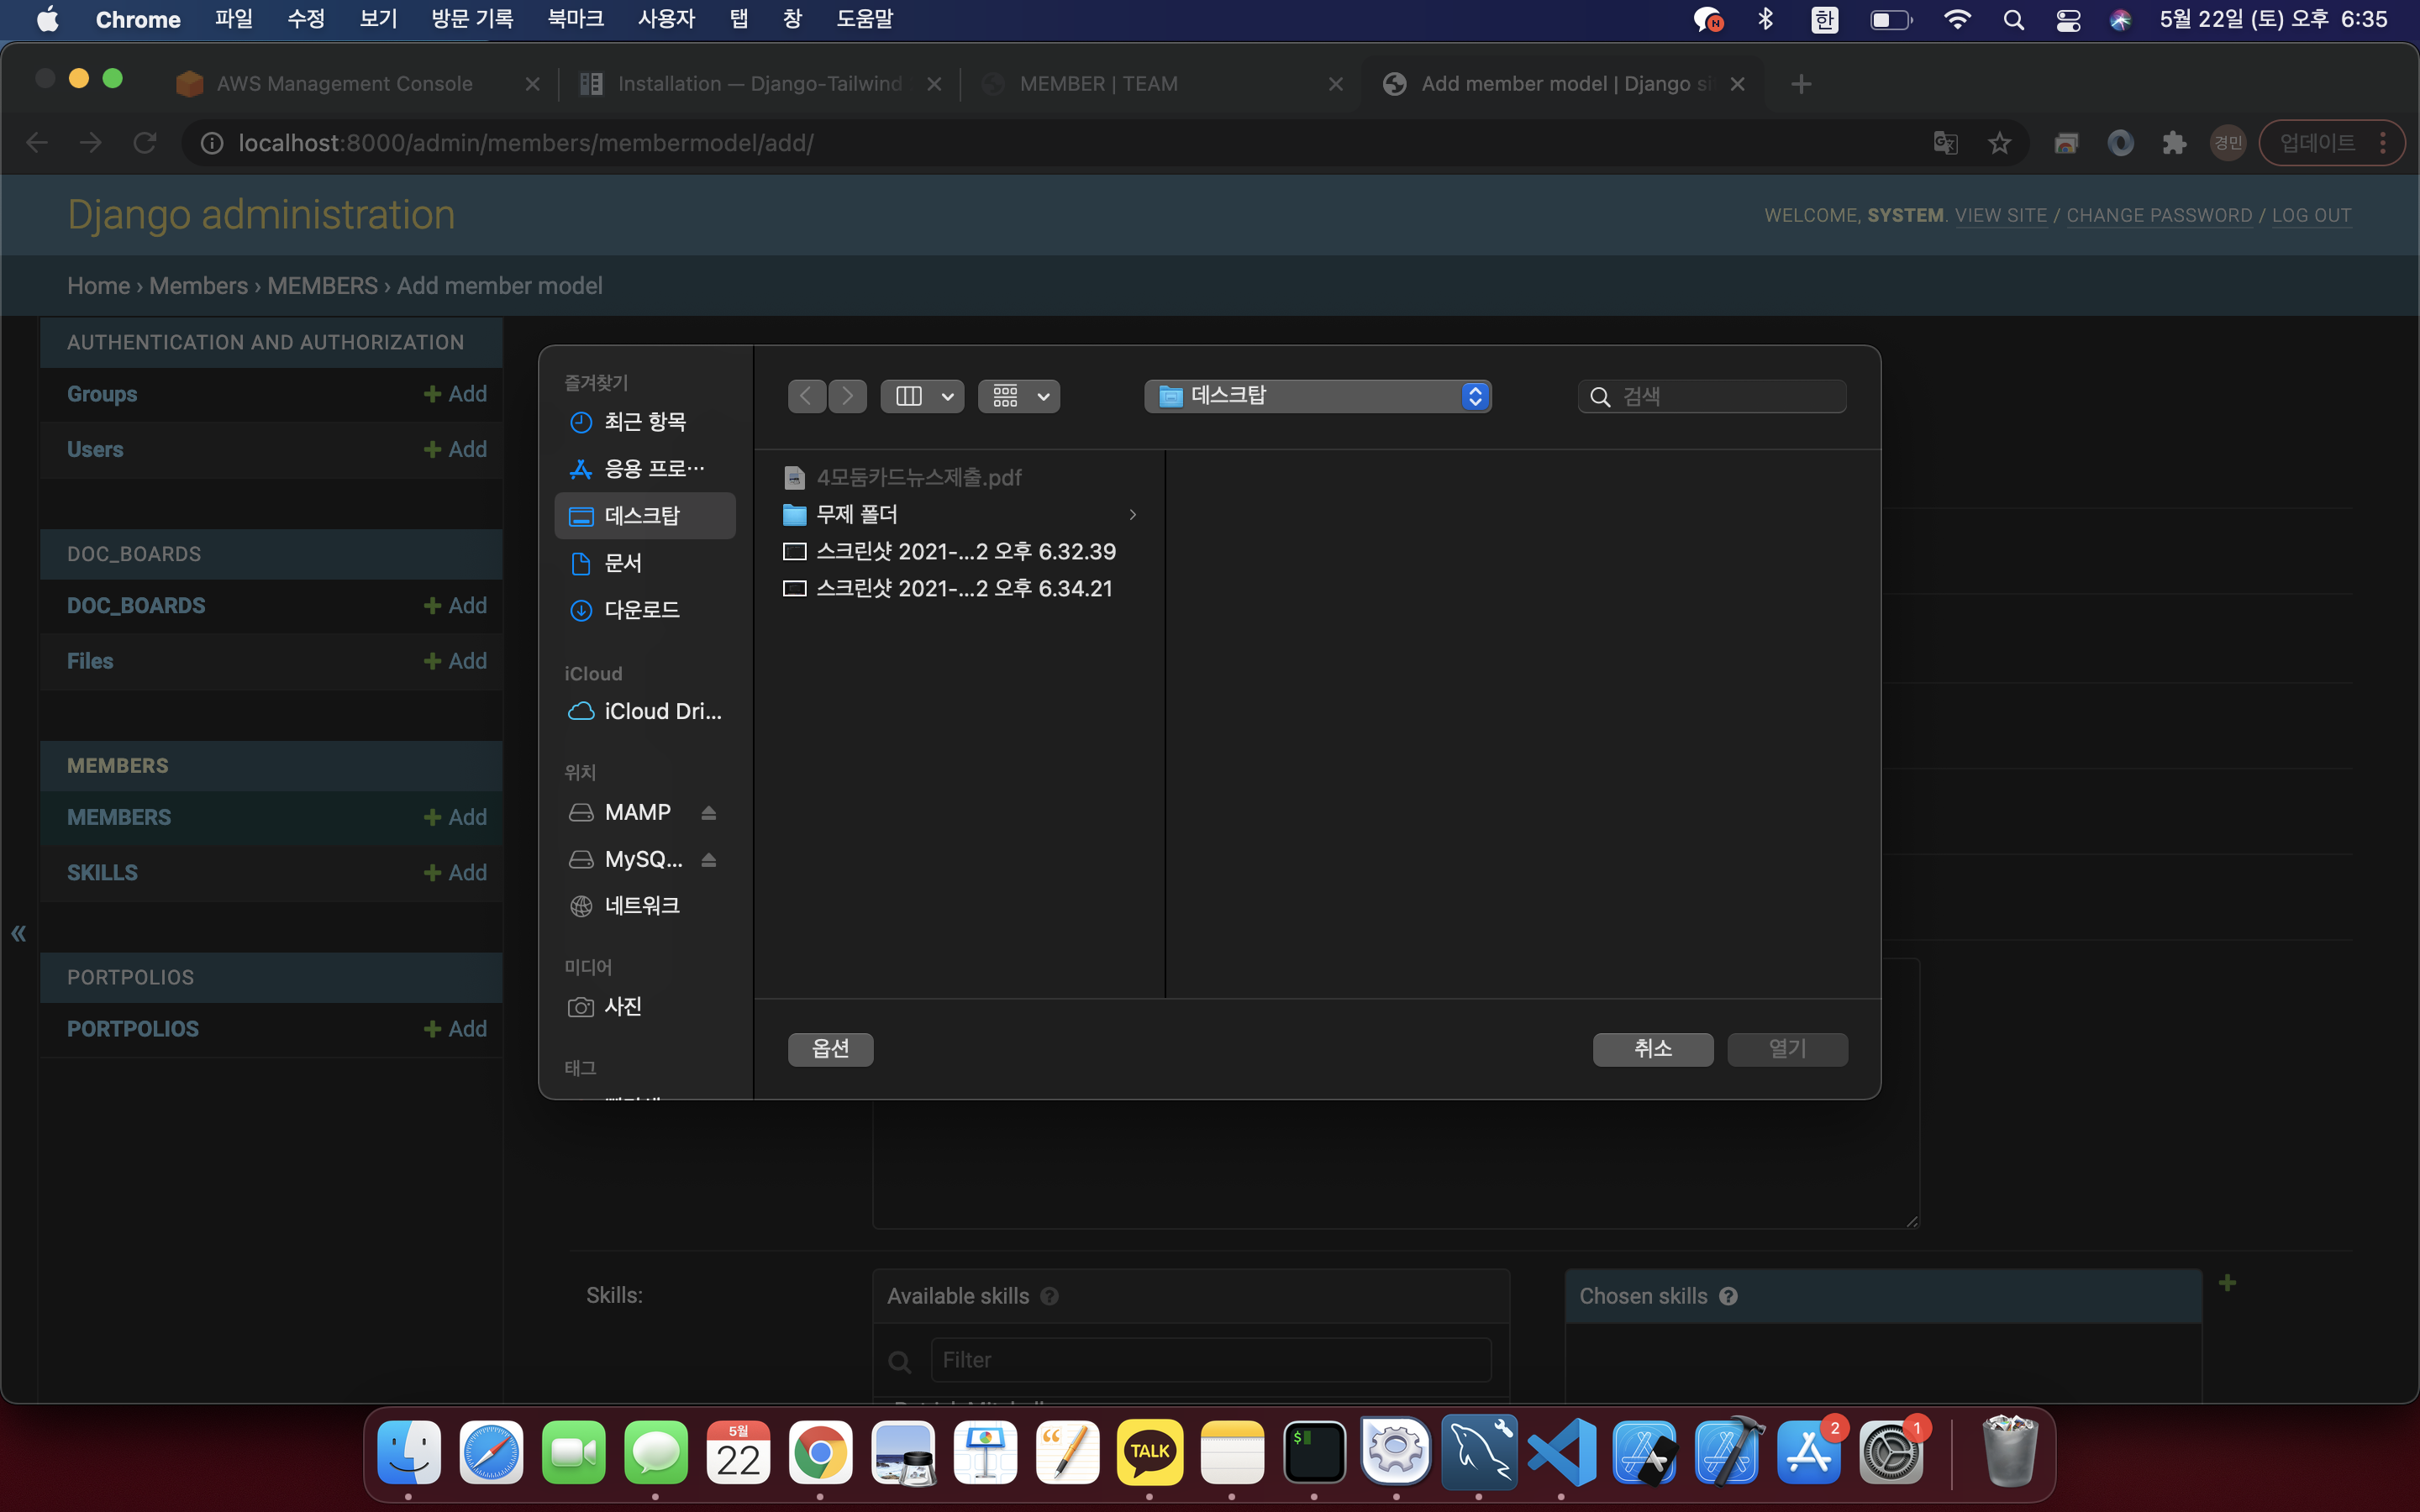 Chrome 파일 수정 보기 방문 기록 북마크 사용자 탭 창 도움말 N 한 5월 22일 (토) 오후 6:35
AWS Management Console Installation — Django-Tailwind MEMBER | TEAM Add member model | Django si
localhost:8000/admin/members/membermodel/add/ 경민 업데이트
Django administration
WELCOME, SYSTEM. VIEW SITE / CHANGE PASSWORD / LOG OUT
Home › Members › MEMBERS › Add member model
AUTHENTICATION AND AUTHORIZATION
Groups + Add
Users + Add
DOC_BOARDS
DOC_BOARDS + Add
Files + Add
MEMBERS
MEMBERS + Add
SKILLS + Add
«
PORTPOLIOS
PORTPOLIOS + Add
즐겨찾기
최근 항목
응용 프로…
데스크탑
문서
다운로드
iCloud
iCloud Dri...
위치
MAMP
MySQ...
네트워크
미디어
사진
태그
데스크탑
검색
4모둠카드뉴스제출.pdf
무제 폴더
스크린샷 2021-...2 오후 6.32.39
스크린샷 2021-...2 오후 6.34.21
옵션 취소 열기
Skills:
Available skills ?
Filter
Chosen skills ?
5월
22
TALK
$
2
1